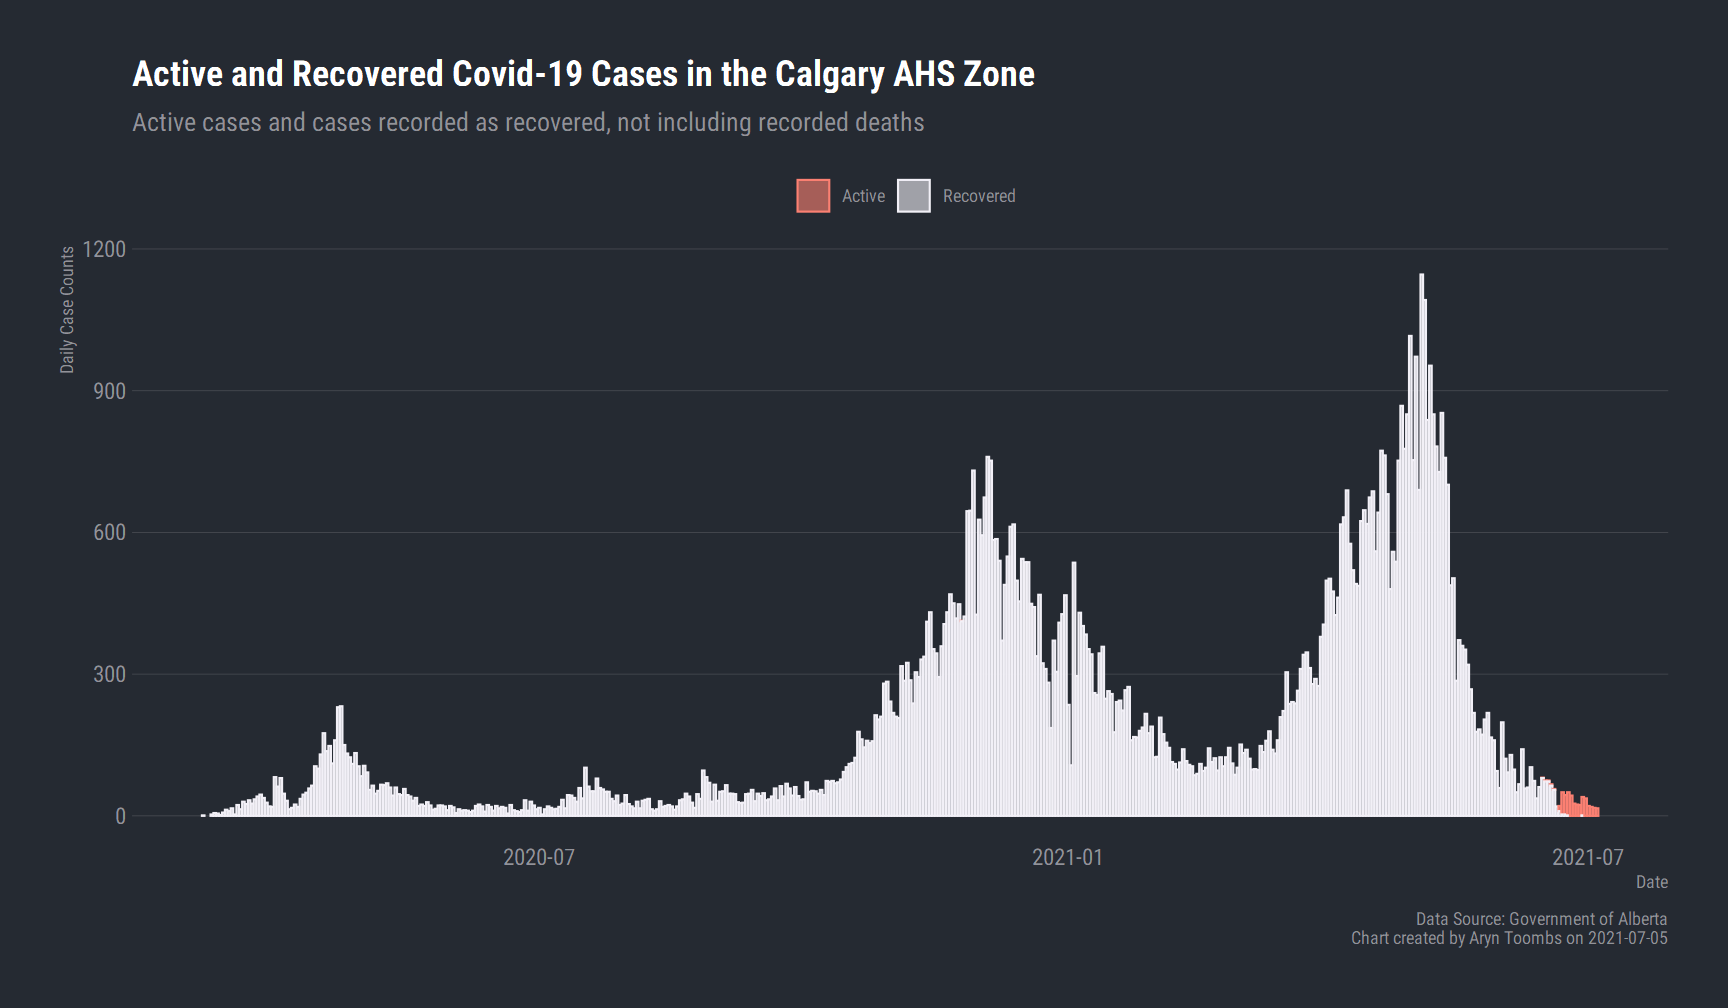 Active and Recovered Covid-19 Cases in the Calgary AHS Zone
Active cases and cases recorded as recovered, not including recorded deaths
Active
Recovered
Daily Case Counts
1200
900
600
300
0
2020-07
2021-01
2021-07
Date
Data Source: Government of Alberta
Chart created by Aryn Toombs on 2021-07-05